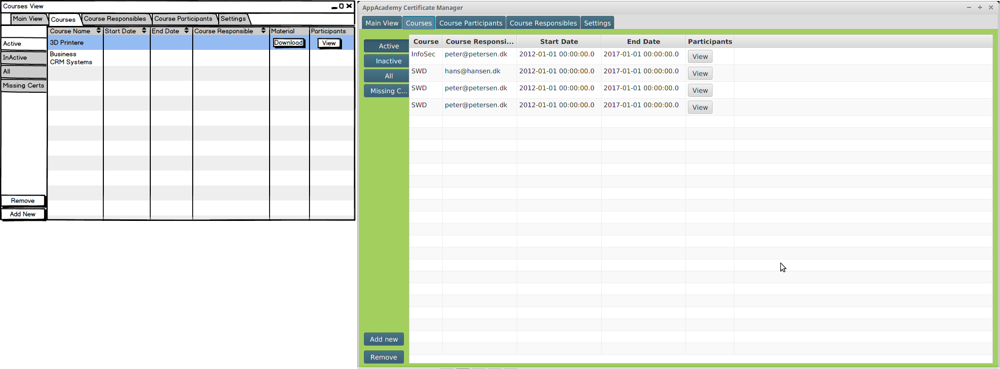 Courses View
Main View Courses Course Responsibles Course Participants Settings
Course Name Start Date End Date Course Responsible Material Participants
Active
3D Printere Download View
Business
CRM Systems
InActive
All
Missing Certs
Remove
Add New
AppAcademy Certificate Manager
Main View Courses Course Participants Course Responsibles Settings
Active
Inactive
All
Missing C...
Course Course Responsi... Start Date End Date Participants
InfoSec peter@petersen.dk 2012-01-01 00:00:00.0 2017-01-01 00:00:00.0 View
SWD hans@hansen.dk 2012-01-01 00:00:00.0 2017-01-01 00:00:00.0 View
SWD peter@petersen.dk 2012-01-01 00:00:00.0 2017-01-01 00:00:00.0 View
SWD peter@petersen.dk 2012-01-01 00:00:00.0 2017-01-01 00:00:00.0 View
Add new
Remove